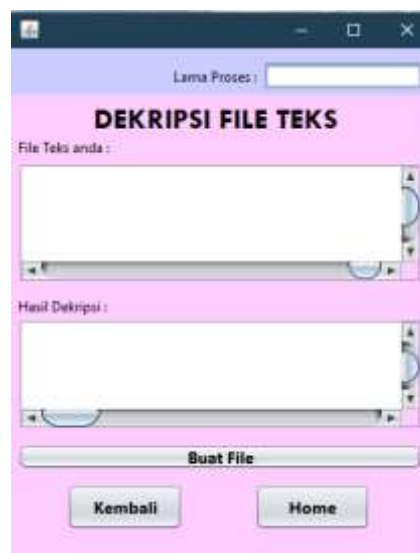 Lama Proses :
DEKRIPSI FILE TEKS
File Teks anda :
Hasil Dekripsi :
Buat File
Kembali
Home